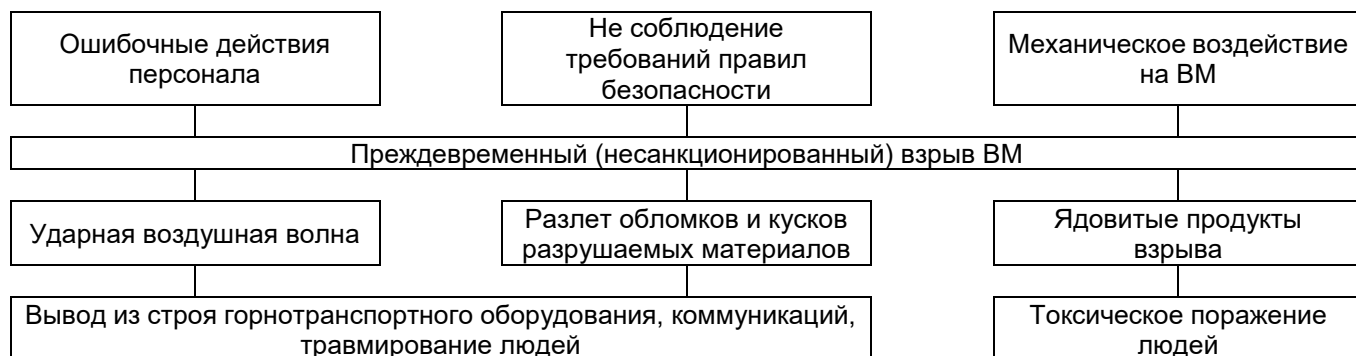 Ошибочные действия
персонала
Не соблюдение
требований правил
безопасности
Механическое воздействие
на ВМ
Преждевременный (несанкционированный) взрыв ВМ
Ударная воздушная волна
Разлет обломков и кусков
разрушаемых материалов
Ядовитые продукты
взрыва
Вывод из строя горнотранспортного оборудования, коммуникаций,
травмирование людей
Токсическое поражение
людей